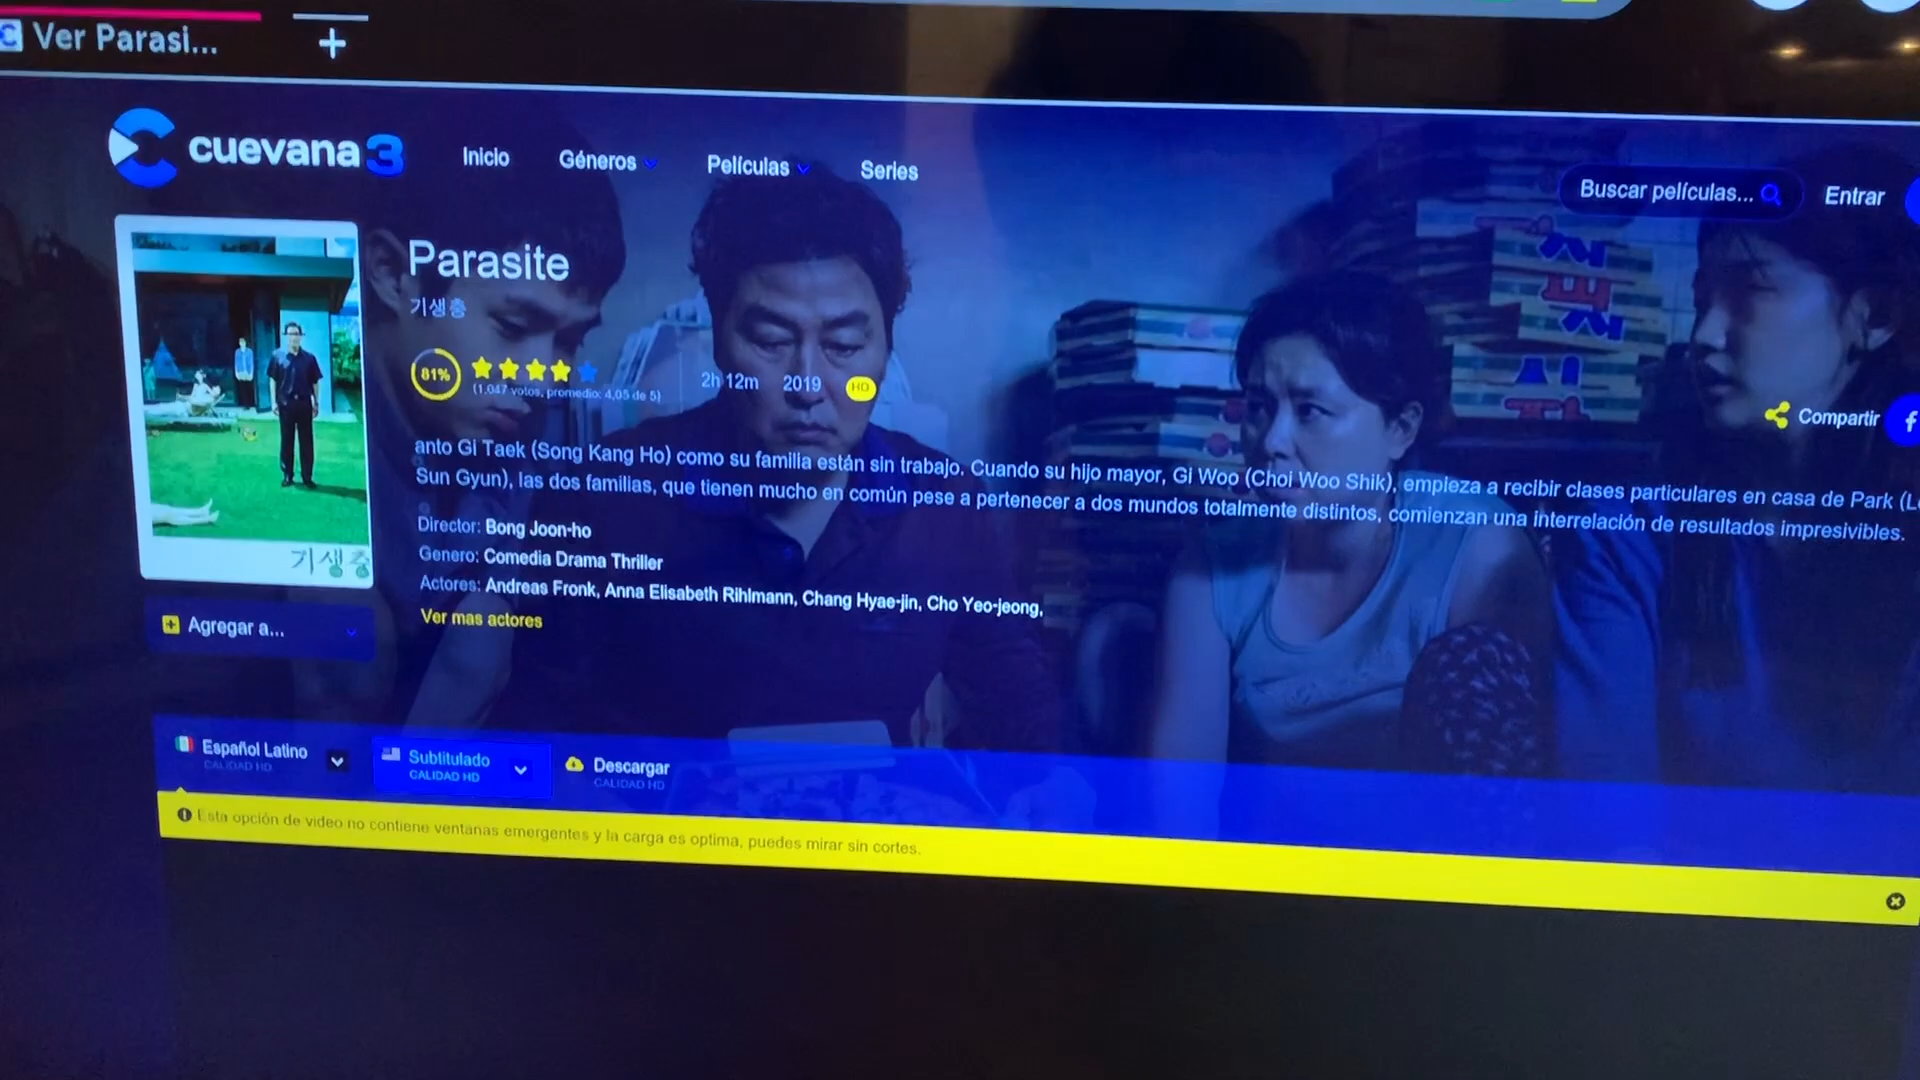 Ver Parasi...
+
cuevana3
Inicio
Géneros
Películas
Series
Buscar películas...
Entrar
Parasite
기생충
81%
(1.047 votos, promedio: 4,05 de 5)
2h 12m
2019
HD
Compartir
anto Gi Taek (Song Kang Ho) como su familia están sin trabajo. Cuando su hijo mayor, Gi Woo (Choi Woo Shik), empieza a recibir clases particulares en casa de Park (L
Sun Gyun), las dos familias, que tienen mucho en común pese a pertenecer a dos mundos totalmente distintos, comienzan una interrelación de resultados impresivibles.
Director: Bong Joon-ho
Genero: Comedia Drama Thriller
Actores: Andreas Fronk, Anna Elisabeth Rihlmann, Chang Hyae-jin, Cho Yeo-jeong,
Ver mas actores
기생충
Agregar a...
Español Latino
CALIDAD HD
Subtitulado
CALIDAD HD
Descargar
CALIDAD HD
Esta opción de video no contiene ventanas emergentes y la carga es optima, puedes mirar sin cortes.